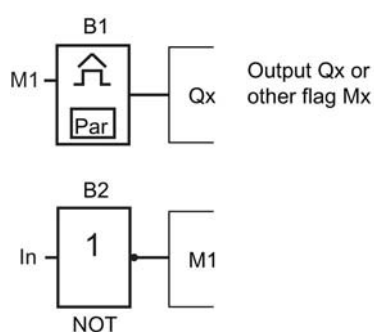 B1
M1
Par
Qx
Output Qx or
other flag Mx
B2
In
1
M1
NOT